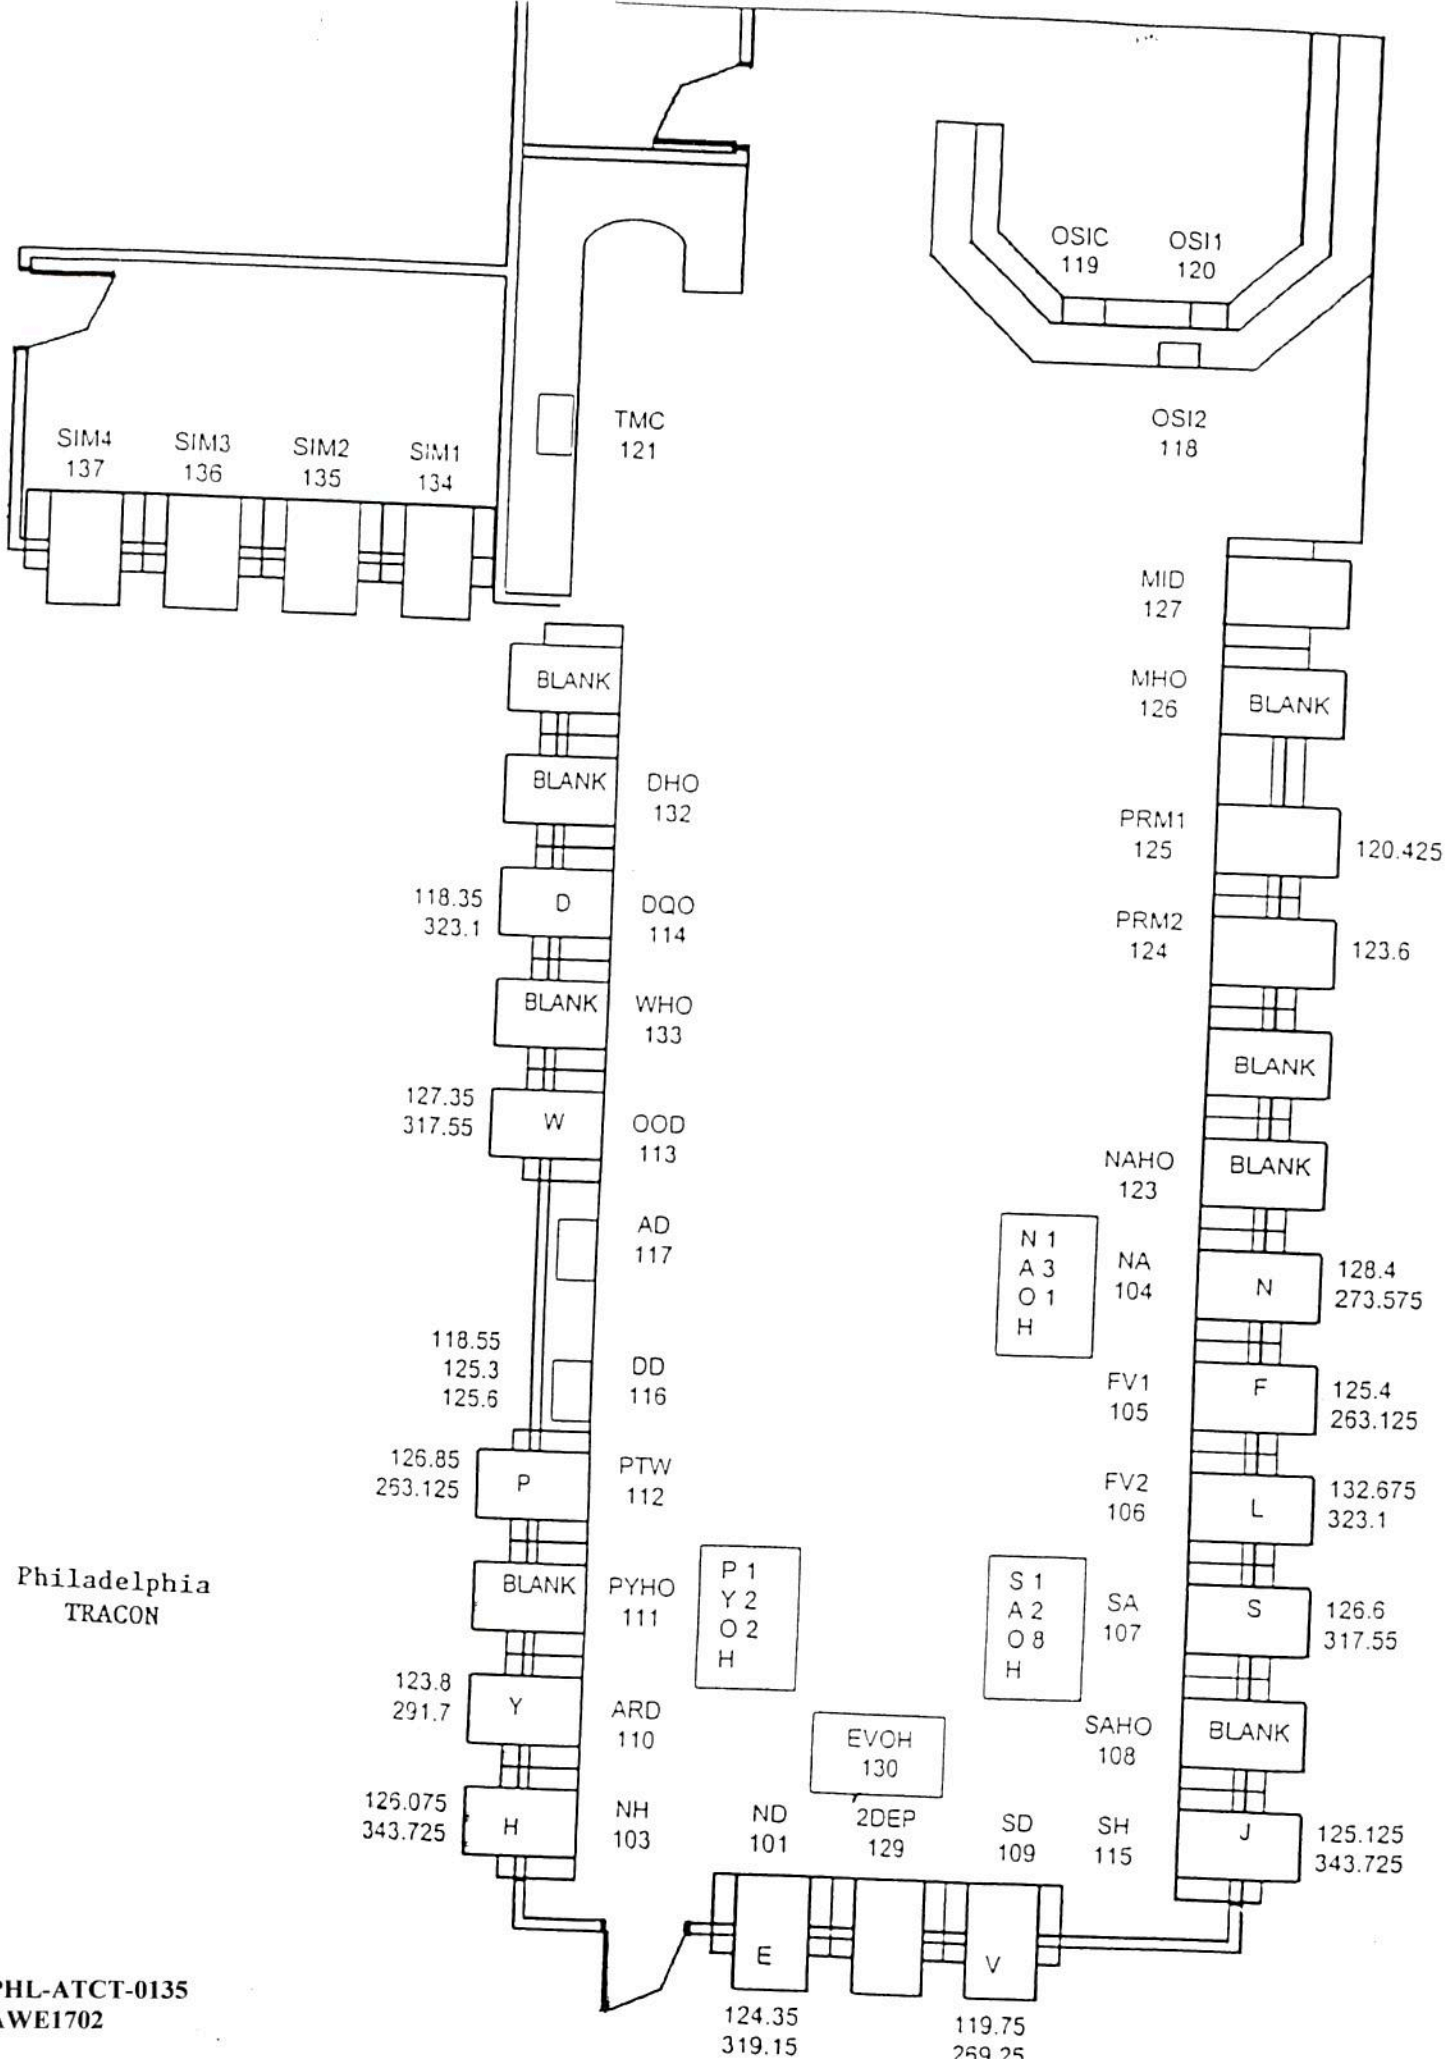 OSIC
119
OSI1
120
TMC
121
OSI2
118
SIM4
137
SIM3
136
SIM2
135
SIM1
134
MID
127
BLANK
MHO
126
BLANK
BLANK
DHO
132
PRM1
125
120.425
118.35
323.1
D
DQO
114
PRM2
124
123.6
BLANK
WHO
133
BLANK
127.35
317.55
W
OOD
113
NAHO
123
BLANK
AD
117
N 1
A 3
O 1
H
NA
104
N
128.4
273.575
118.55
125.3
125.6
DD
116
FV1
105
F
125.4
263.125
126.85
263.125
P
PTW
112
FV2
106
L
132.675
323.1
Philadelphia
TRACON
BLANK
PYHO
111
P 1
Y 2
O 2
H
S 1
A 2
O 8
H
SA
107
S
126.6
317.55
123.8
291.7
Y
ARD
110
EVOH
130
SAHO
108
BLANK
126.075
343.725
H
NH
103
ND
101
2DEP
129
SD
109
SH
115
J
125.125
343.725
E
V
PHL-ATCT-0135
AWE1702
124.35
319.15
119.75
269.25